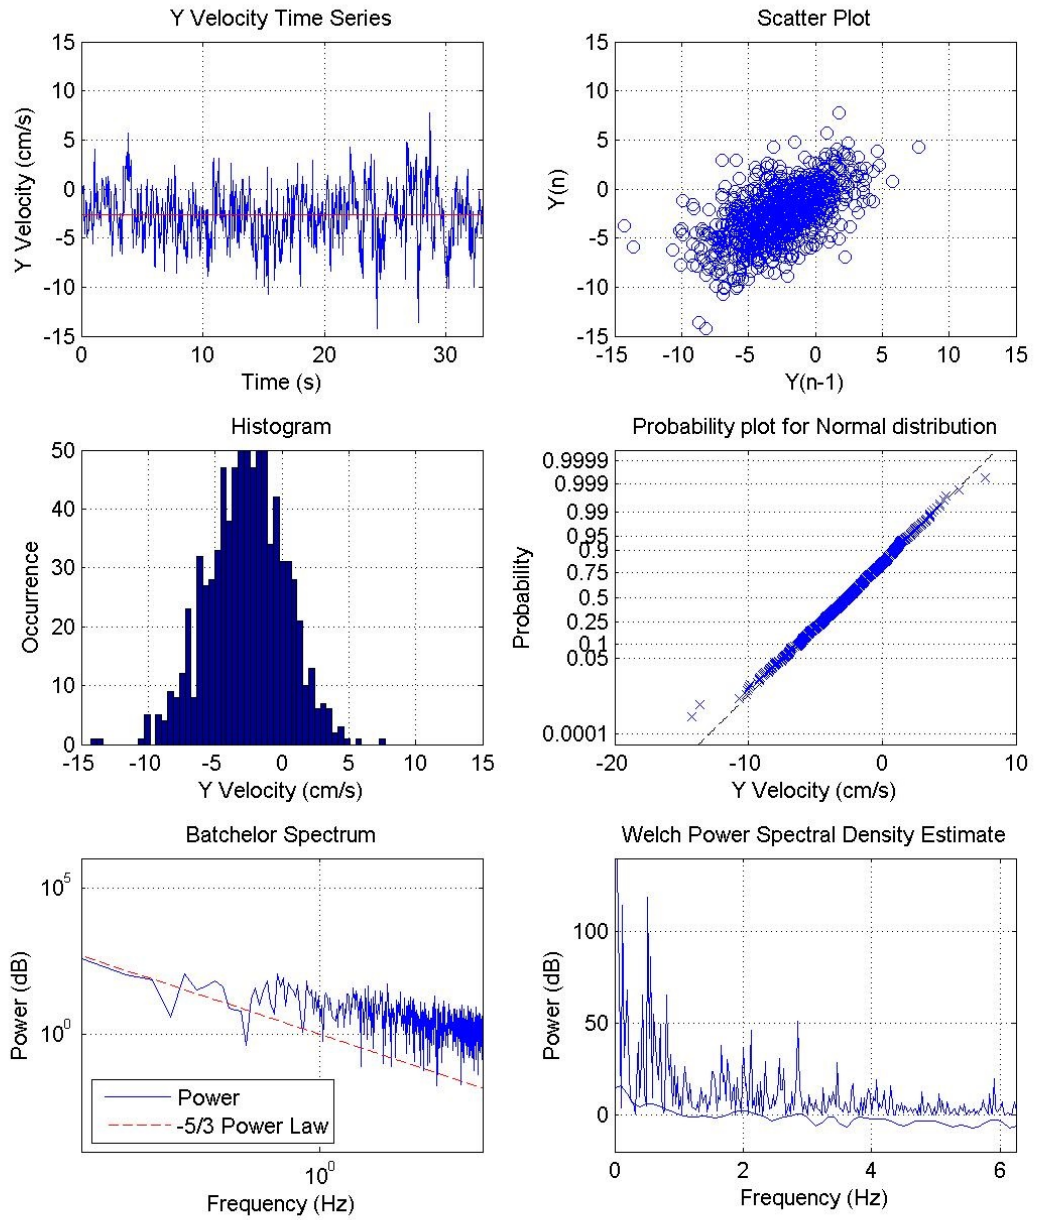 Y Velocity Time Series
15
10
5
0
-5
-10
-15
Y Velocity (cm/s)
0 10 20 30
Time (s)
Scatter Plot
15
10
5
0
-5
-10
-15
Y(n)
-15 -10 -5 0 5 10 15
Y(n-1)
Histogram
50
40
30
20
10
0
Occurrence
-15 -10 -5 0 5 10 15
Y Velocity (cm/s)
Probability plot for Normal distribution
0.9999
0.999
0.99
0.95
0.9
0.75
0.5
0.25
0.1
0.05
0.0001
Probability
-20 -10 0 10
Y Velocity (cm/s)
Batchelor Spectrum
10^5
10^0
Power (dB)
Power
-5/3 Power Law
10^0
Frequency (Hz)
Welch Power Spectral Density Estimate
100
50
0
Power (dB)
0 2 4 6
Frequency (Hz)